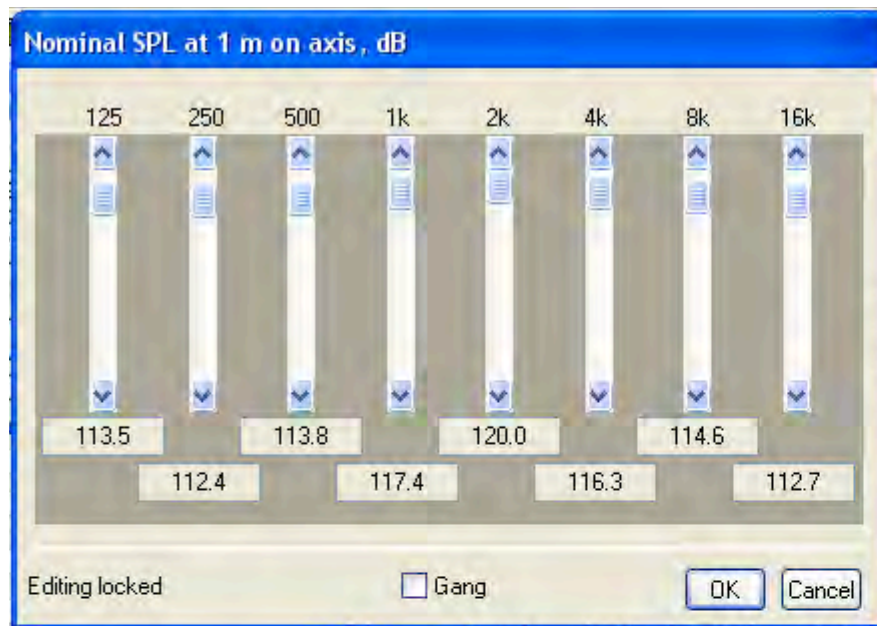 Nominal SPL at 1 m on axis, dB
125 250 500 1k 2k 4k 8k 16k
113.5 113.8 120.0 114.6
112.4 117.4 116.3 112.7
Editing locked Gang OK Cancel